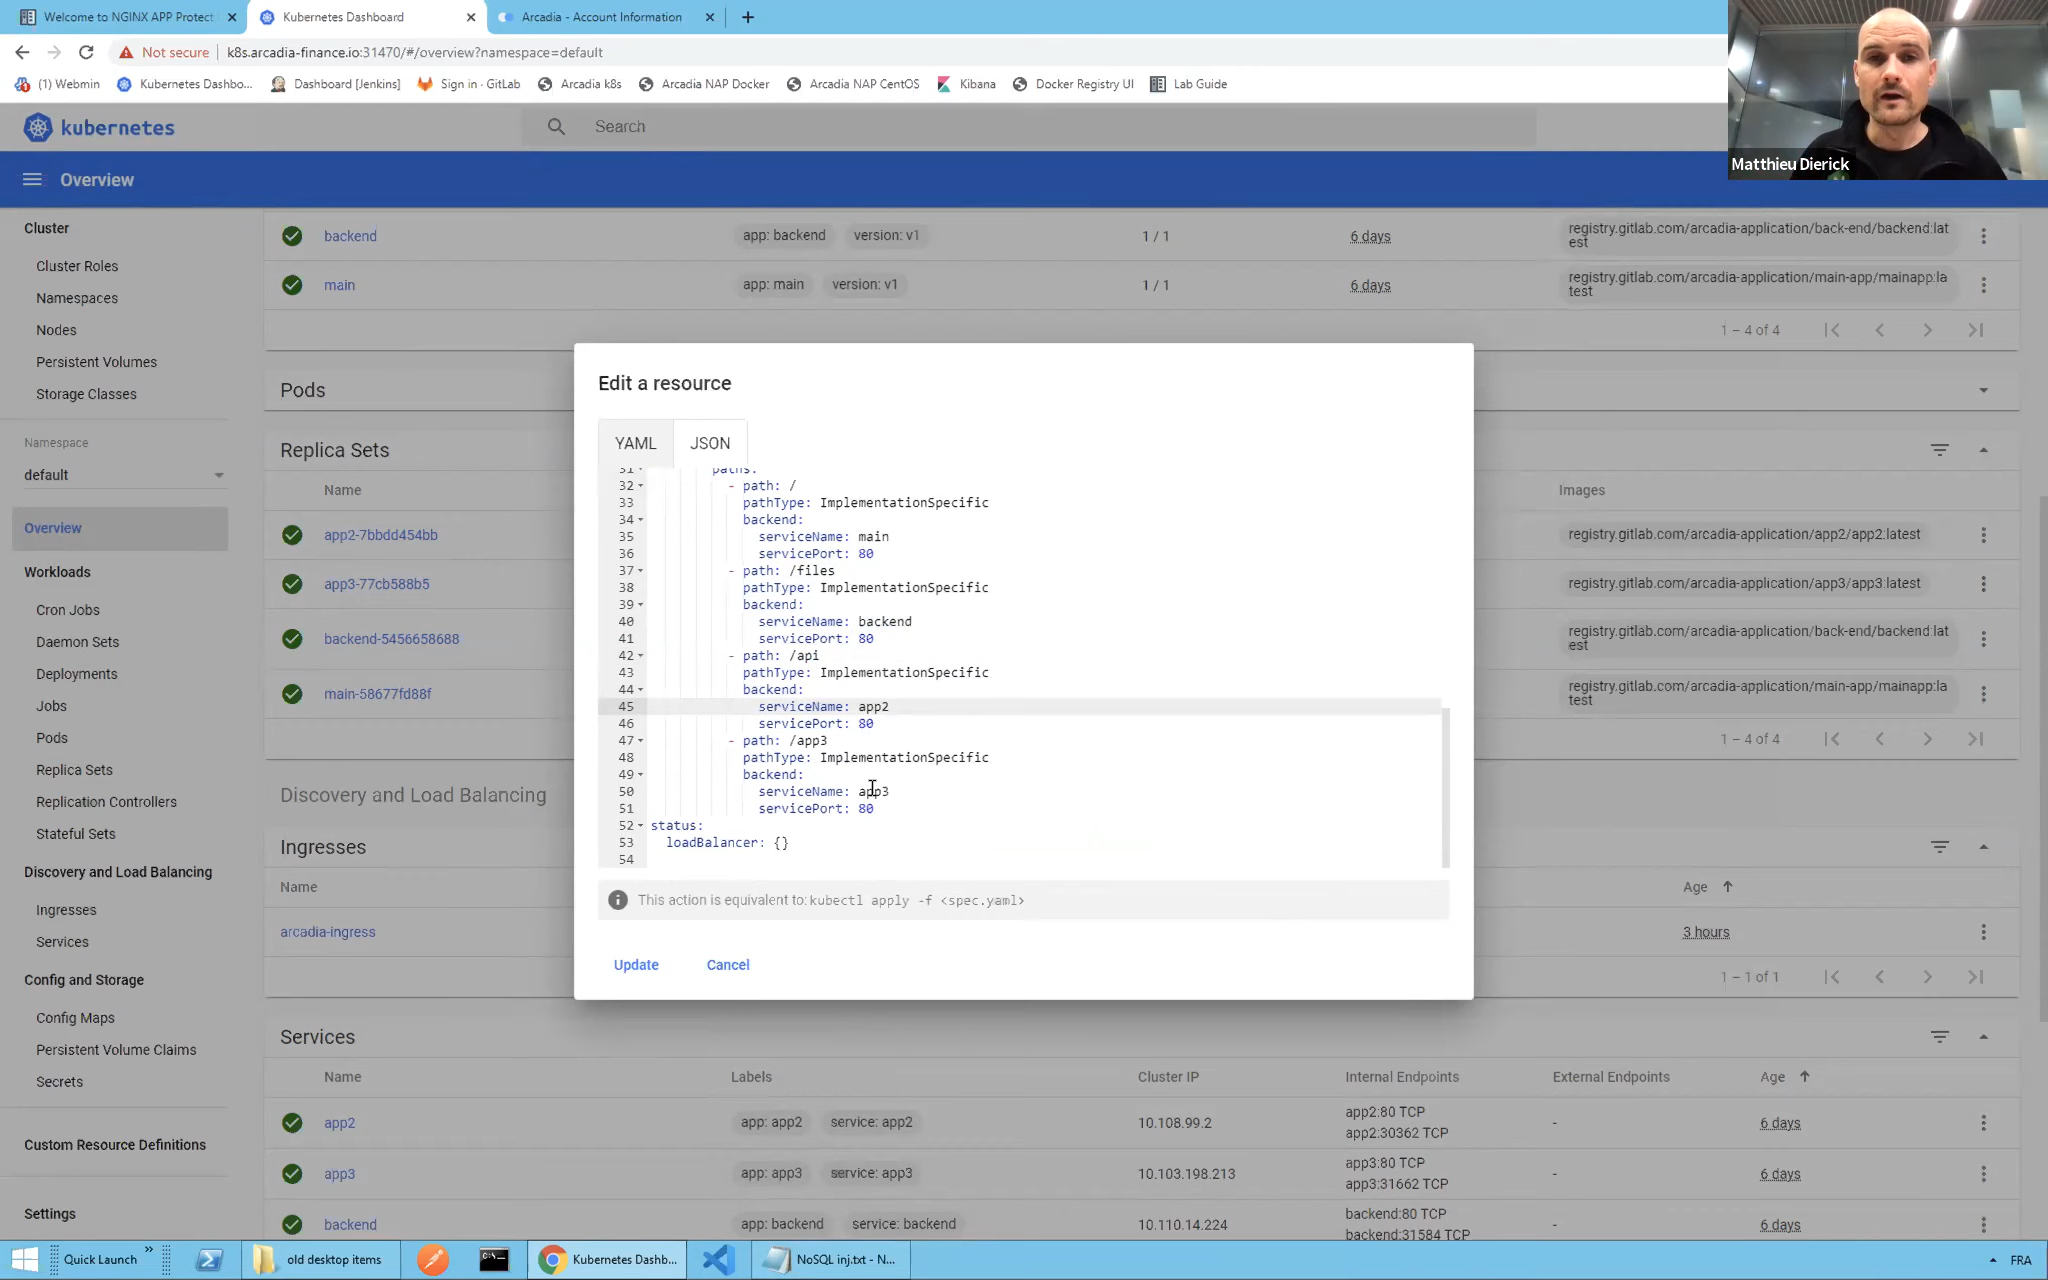 Welcome to NGINX APP Protect
Kubernetes Dashboard
Arcadia - Account Information
Not secure
k8s.arcadia-finance.io:31470/#/overview?namespace=default
(1) Webmin
Kubernetes Dashbo...
Dashboard [Jenkins]
Sign in · GitLab
Arcadia k8s
Arcadia NAP Docker
Arcadia NAP CentOS
Kibana
Docker Registry UI
Lab Guide
Matthieu Dierick
kubernetes
Search
Overview
Cluster
Cluster Roles
Namespaces
Nodes
Persistent Volumes
Storage Classes
Namespace
default
Overview
Workloads
Cron Jobs
Daemon Sets
Deployments
Jobs
Pods
Replica Sets
Replication Controllers
Stateful Sets
Discovery and Load Balancing
Ingresses
Services
Config and Storage
Config Maps
Persistent Volume Claims
Secrets
Custom Resource Definitions
Settings
backend app: backend version: v1 1 / 1 6 days registry.gitlab.com/arcadia-application/back-end/backend:lat
est
main app: main version: v1 1 / 1 6 days registry.gitlab.com/arcadia-application/main-app/mainapp:la
test
1 – 4 of 4
Pods
Replica Sets
Name Images
app2-7bbdd454bb registry.gitlab.com/arcadia-application/app2/app2:latest
app3-77cb588b5 registry.gitlab.com/arcadia-application/app3/app3:latest
backend-5456658688 registry.gitlab.com/arcadia-application/back-end/backend:lat
est
main-58677fd88f registry.gitlab.com/arcadia-application/main-app/mainapp:la
test
1 – 4 of 4
Discovery and Load Balancing
Ingresses
Name Age
arcadia-ingress 3 hours
1 – 1 of 1
Edit a resource
YAML JSON
31 paths:
32 - path: /
33 pathType: ImplementationSpecific
34 backend:
35 serviceName: main
36 servicePort: 80
37 - path: /files
38 pathType: ImplementationSpecific
39 backend:
40 serviceName: backend
41 servicePort: 80
42 - path: /api
43 pathType: ImplementationSpecific
44 backend:
45 serviceName: app2
46 servicePort: 80
47 - path: /app3
48 pathType: ImplementationSpecific
49 backend:
50 serviceName: app3
51 servicePort: 80
52 status:
53 loadBalancer: {}
54
This action is equivalent to: kubectl apply -f <spec.yaml>
Update Cancel
Services
Name Labels Cluster IP Internal Endpoints External Endpoints Age
app2 app: app2 service: app2 10.108.99.2 app2:80 TCP - 6 days
app2:30362 TCP
app3 app: app3 service: app3 10.103.198.213 app3:80 TCP - 6 days
app3:31662 TCP
backend app: backend service: backend 10.110.14.224 backend:80 TCP - 6 days
backend:31584 TCP
Quick Launch
old desktop items
Kubernetes Dashb...
NoSQL inj.txt - N...
FRA